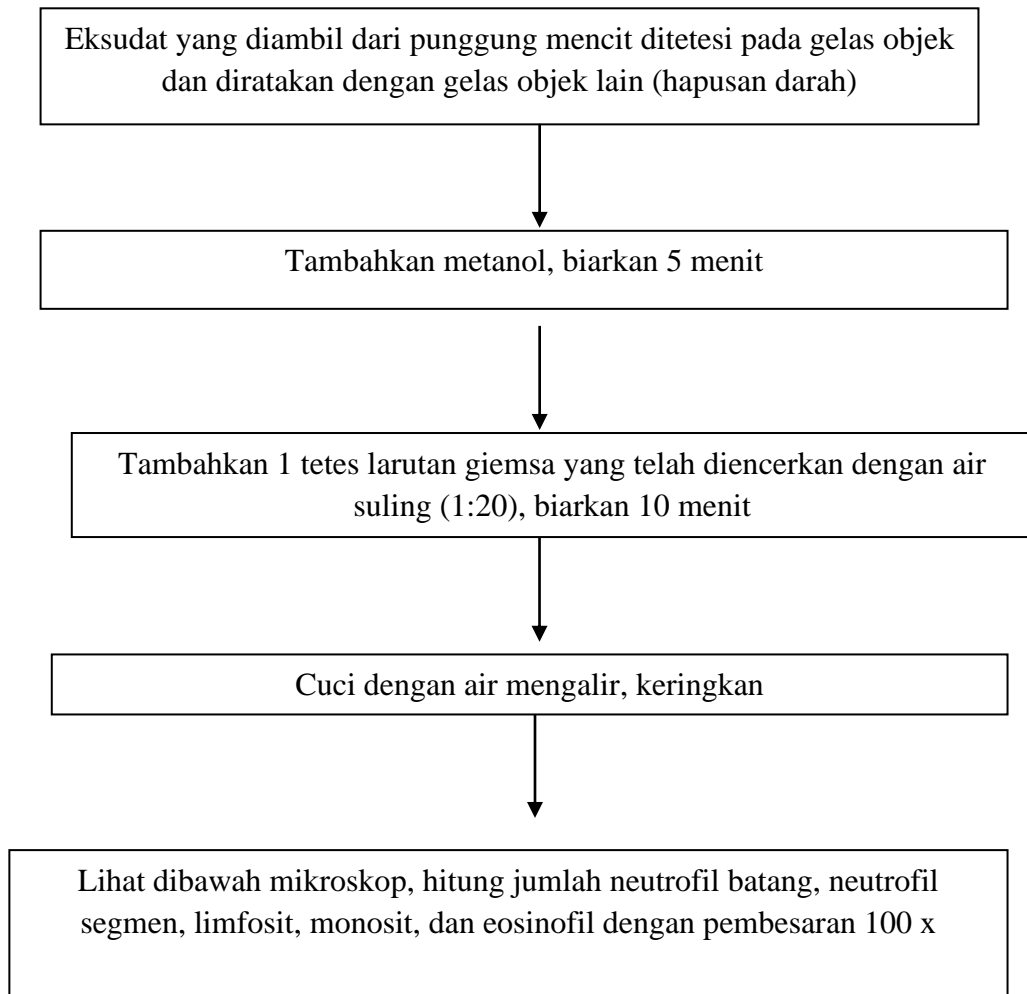 Eksudat yang diambil dari punggung mencit ditetesi pada gelas objek
dan diratakan dengan gelas objek lain (hapusan darah)
Tambahkan metanol, biarkan 5 menit
Tambahkan 1 tetes larutan giemsa yang telah diencerkan dengan air
suling (1:20), biarkan 10 menit
Cuci dengan air mengalir, keringkan
Lihat dibawah mikroskop, hitung jumlah neutrofil batang, neutrofil
segmen, limfosit, monosit, dan eosinofil dengan pembesaran 100 x